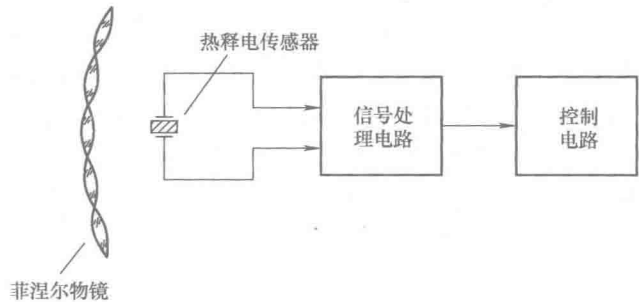 热释电传感器
信号处
理电路
控制
电路
菲涅尔物镜